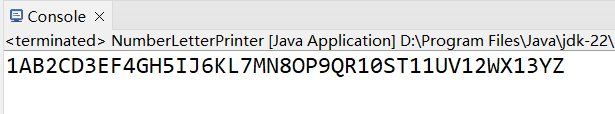 Console ×
<terminated> NumberLetterPrinter [Java Application] D:\Program Files\Java\jdk-22\
1AB2CD3EF4GH5IJ6KL7MN8OP9QR10ST11UV12WX13YZ